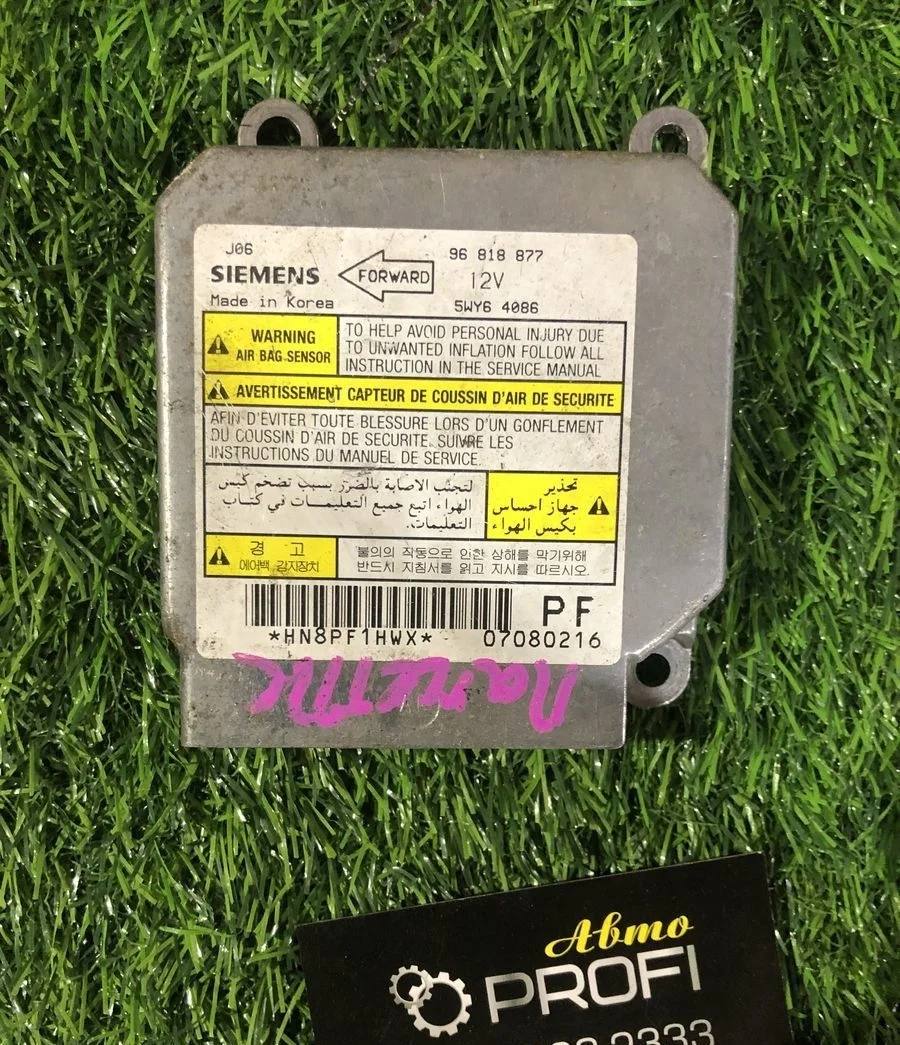 J06
96 818 877
SIEMENS
FORWARD
12V
Made in Korea
5WY6 4086
WARNING
AIR BAG SENSOR
TO HELP AVOID PERSONAL INJURY DUE
TO UNWANTED INFLATION FOLLOW ALL
INSTRUCTION IN THE SERVICE MANUAL
AVERTISSEMENT CAPTEUR DE COUSSIN D'AIR DE SECURITE
AFIN D'EVITER TOUTE BLESSURE LORS D'UN GONFLEMENT
DU COUSSIN D'AIR DE SECURITE. SUIVRE LES
INSTRUCTIONS DU MANUEL DE SERVICE.
تحذير
جهاز احساس
بكيس الهواء
لتجنب الاصابة بالضرر بسبب تضخم كيس
الهواء اتبع جميع التعليمات في كتاب
التعليمات.
경 고
에어백 감지장치
불의의 작동으로 인한 상해를 막기위해
반드시 지침서를 읽고 지시를 따르시오.
PF
*HN8PF1HWX*
07080216
Авто
PROFI